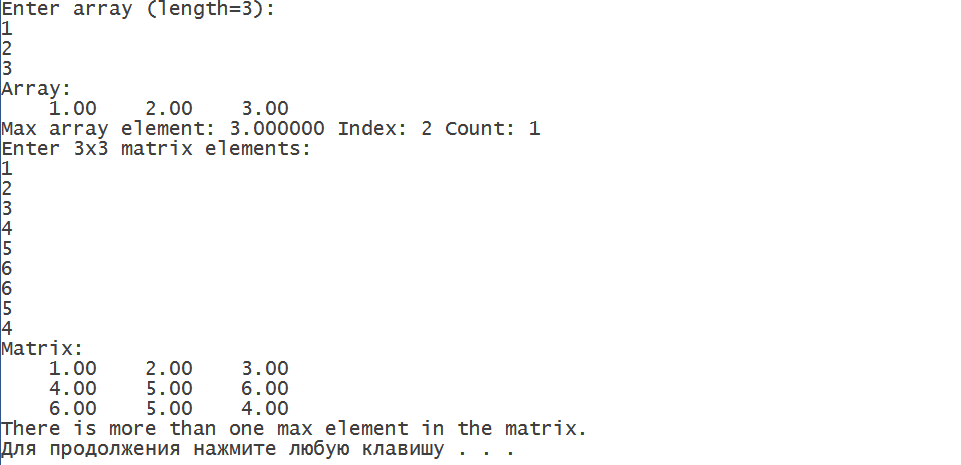 Enter array (length=3):
1
2
3
Array:
1.00 2.00 3.00
Max array element: 3.000000 Index: 2 Count: 1
Enter 3x3 matrix elements:
1
2
3
4
5
6
6
5
4
Matrix:
1.00 2.00 3.00
4.00 5.00 6.00
6.00 5.00 4.00
There is more than one max element in the matrix.
Для продолжения нажмите любую клавишу . . .